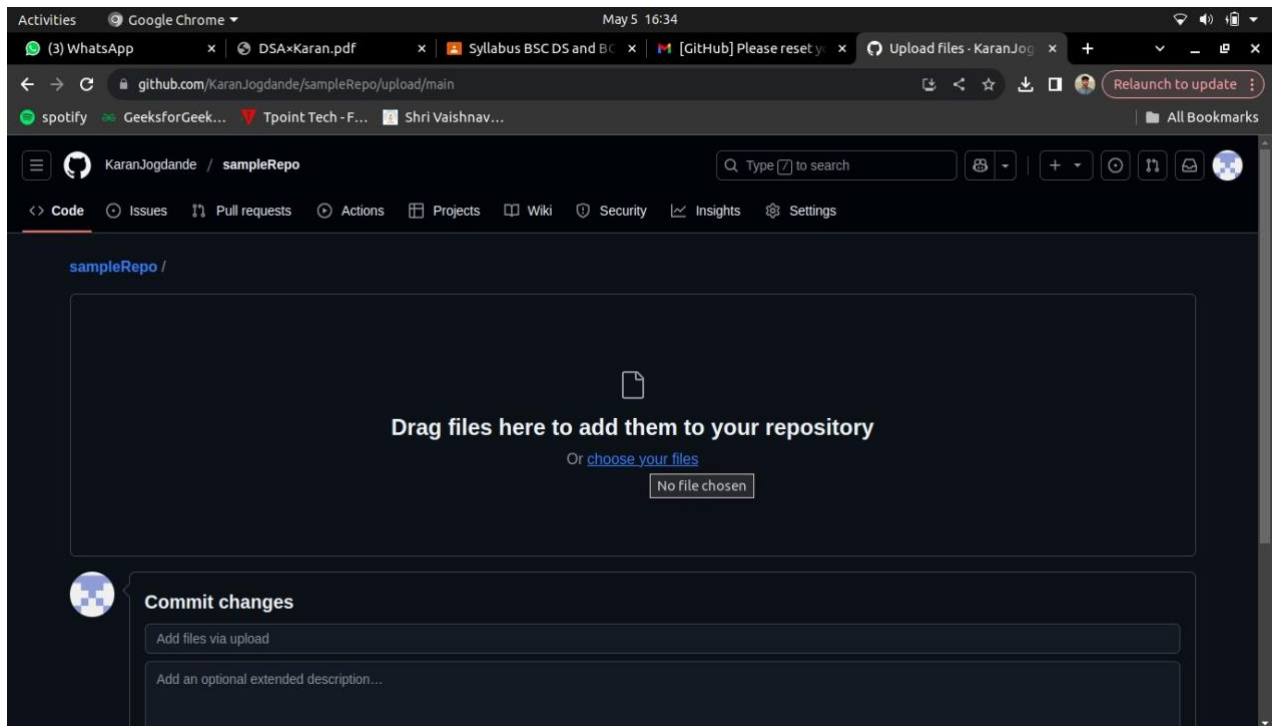 Activities Google Chrome May 5 16:34
(3) WhatsApp DSA×Karan.pdf Syllabus BSC DS and BC [GitHub] Please reset yo Upload files · KaranJog
github.com/KaranJogdande/sampleRepo/upload/main Relaunch to update
spotify GeeksforGeek... Tpoint Tech - F... Shri Vaishnav... All Bookmarks
KaranJogdande / sampleRepo Type / to search
Code Issues Pull requests Actions Projects Wiki Security Insights Settings
sampleRepo /
Drag files here to add them to your repository
Or choose your files
No file chosen
Commit changes
Add files via upload
Add an optional extended description…